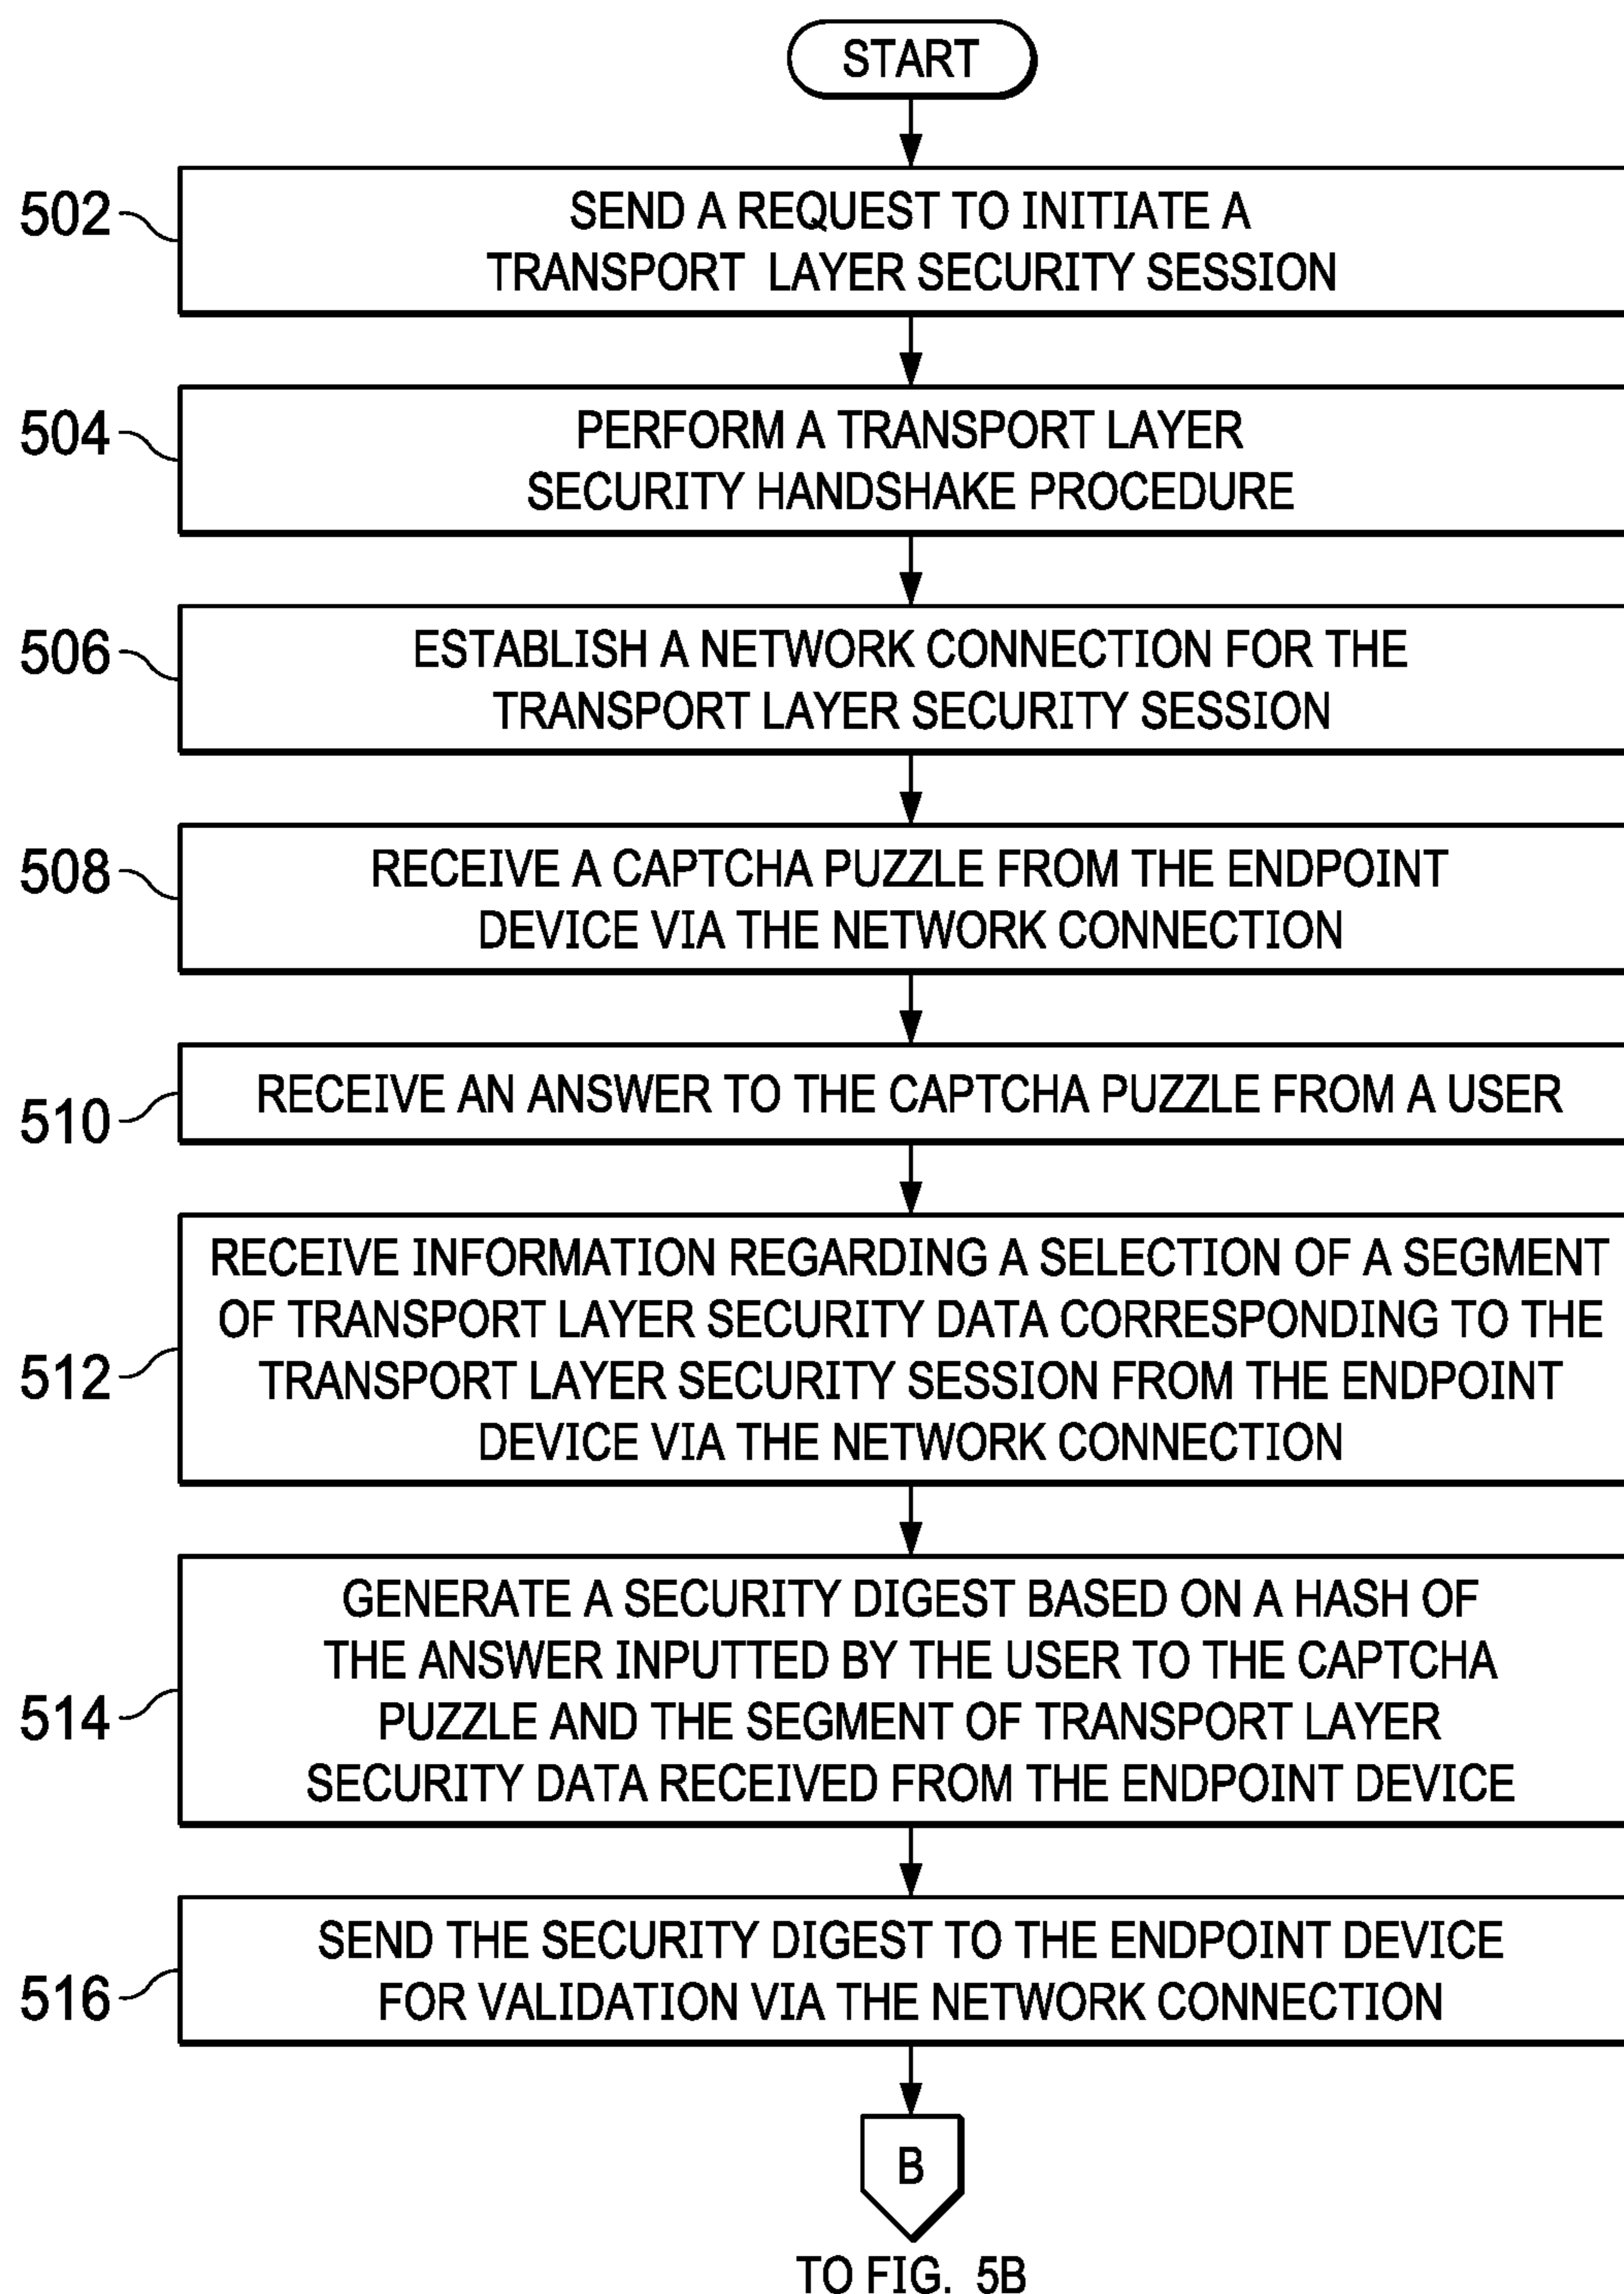 START
502
SEND A REQUEST TO INITIATE A
TRANSPORT LAYER SECURITY SESSION
504
PERFORM A TRANSPORT LAYER
SECURITY HANDSHAKE PROCEDURE
506
ESTABLISH A NETWORK CONNECTION FOR THE
TRANSPORT LAYER SECURITY SESSION
508
RECEIVE A CAPTCHA PUZZLE FROM THE ENDPOINT
DEVICE VIA THE NETWORK CONNECTION
510
RECEIVE AN ANSWER TO THE CAPTCHA PUZZLE FROM A USER
512
RECEIVE INFORMATION REGARDING A SELECTION OF A SEGMENT
OF TRANSPORT LAYER SECURITY DATA CORRESPONDING TO THE
TRANSPORT LAYER SECURITY SESSION FROM THE ENDPOINT
DEVICE VIA THE NETWORK CONNECTION
514
GENERATE A SECURITY DIGEST BASED ON A HASH OF
THE ANSWER INPUTTED BY THE USER TO THE CAPTCHA
PUZZLE AND THE SEGMENT OF TRANSPORT LAYER
SECURITY DATA RECEIVED FROM THE ENDPOINT DEVICE
516
SEND THE SECURITY DIGEST TO THE ENDPOINT DEVICE
FOR VALIDATION VIA THE NETWORK CONNECTION
B
TO FIG. 5B